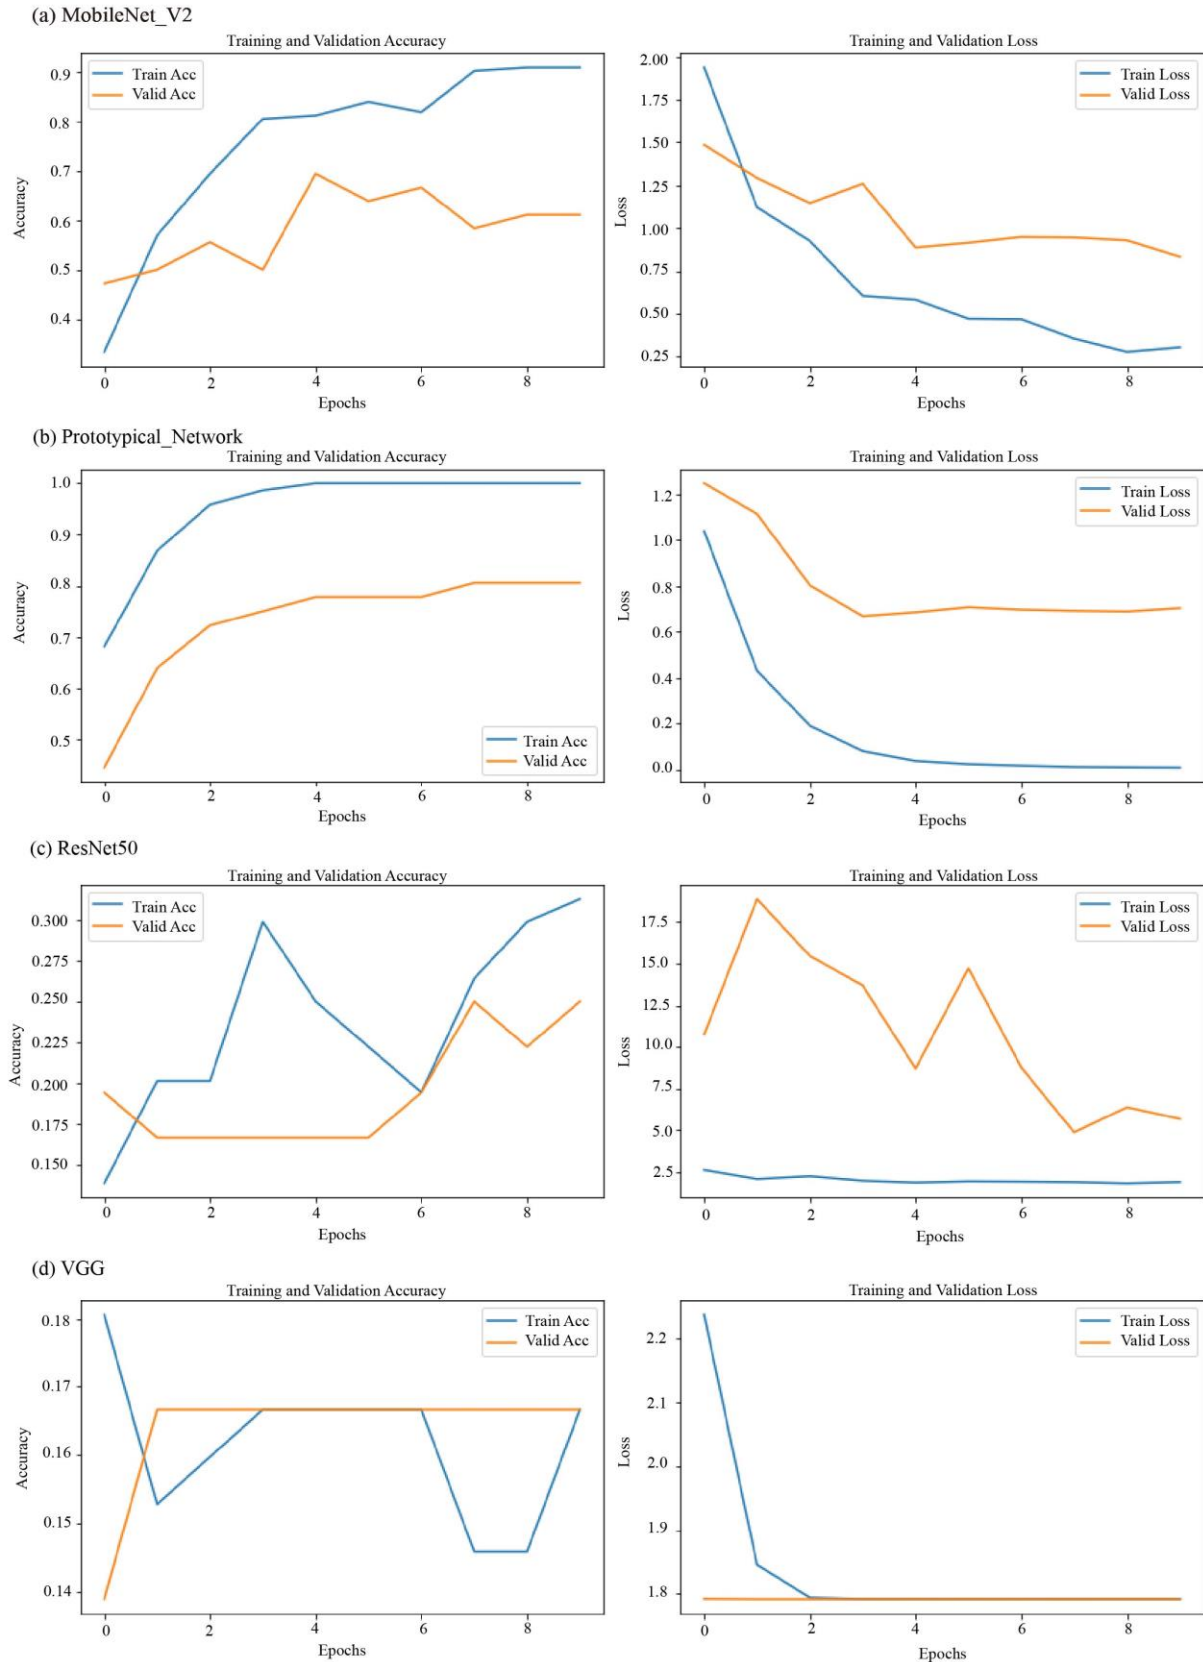 (a) MobileNet_V2
Training and Validation Accuracy
Train Acc
Valid Acc
0.9
0.8
0.7
0.6
0.5
0.4
Accuracy
0 2 4 6 8
Epochs
Training and Validation Loss
Train Loss
Valid Loss
2.00
1.75
1.50
1.25
1.00
0.75
0.50
0.25
Loss
0 2 4 6 8
Epochs
(b) Prototypical_Network
Training and Validation Accuracy
1.0
0.9
0.8
0.7
0.6
0.5
Accuracy
Train Acc
Valid Acc
0 2 4 6 8
Epochs
Training and Validation Loss
Train Loss
Valid Loss
1.2
1.0
0.8
0.6
0.4
0.2
0.0
Loss
0 2 4 6 8
Epochs
(c) ResNet50
Training and Validation Accuracy
Train Acc
Valid Acc
0.300
0.275
0.250
0.225
0.200
0.175
0.150
Accuracy
0 2 4 6 8
Epochs
Training and Validation Loss
Train Loss
Valid Loss
17.5
15.0
12.5
10.0
7.5
5.0
2.5
Loss
0 2 4 6 8
Epochs
(d) VGG
Training and Validation Accuracy
Train Acc
Valid Acc
0.18
0.17
0.16
0.15
0.14
Accuracy
0 2 4 6 8
Epochs
Training and Validation Loss
Train Loss
Valid Loss
2.2
2.1
2.0
1.9
1.8
Loss
0 2 4 6 8
Epochs